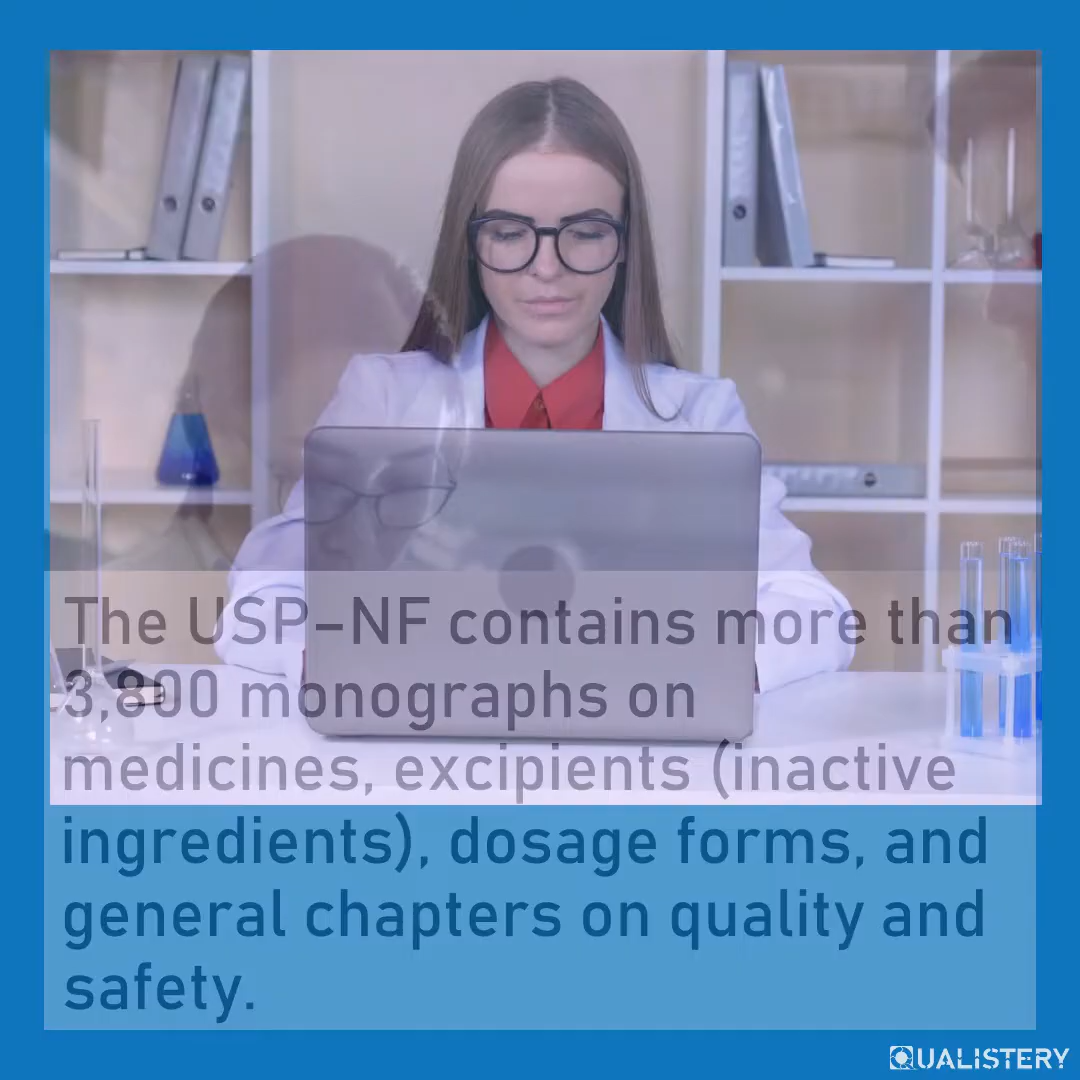 The USP–NF contains more than
3,800 monographs on
medicines, excipients (inactive
ingredients), dosage forms, and
general chapters on quality and
safety.
QUALISTERY